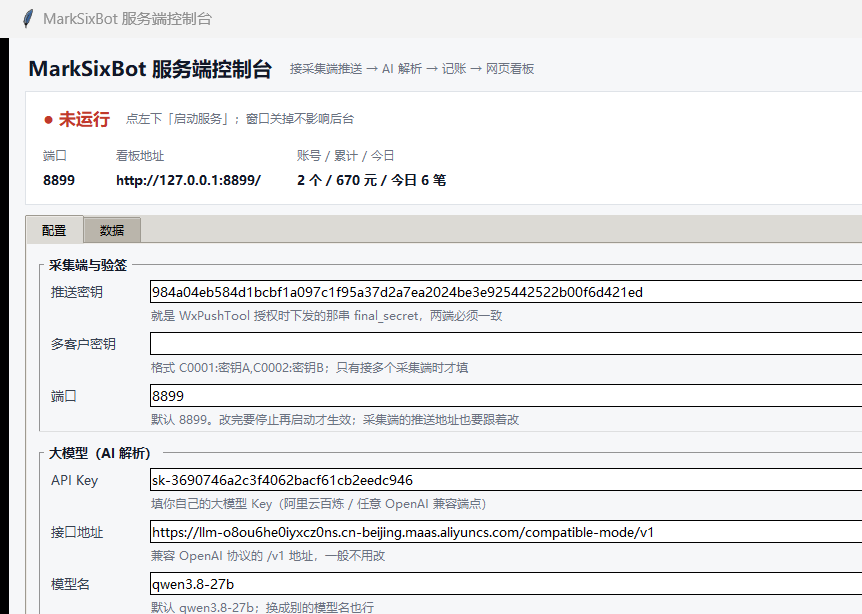 MarkSixBot 服务端控制台
MarkSixBot 服务端控制台 接采集端推送 → AI 解析 → 记账 → 网页看板
● 未运行 点左下「启动服务」；窗口关掉不影响后台
端口 看板地址 账号 / 累计 / 今日
8899 http://127.0.0.1:8899/ 2 个 / 670 元 / 今日 6 笔
配置 数据
采集端与验签
推送密钥 984a04eb584d1bcbf1a097c1f95a37d2a7ea2024be3e925442522b00f6d421ed
就是 WxPushTool 授权时下发的那串 final_secret，两端必须一致
多客户密钥
格式 C0001:密钥A,C0002:密钥B；只有接多个采集端时才填
端口 8899
默认 8899。改完要停止再启动才生效；采集端的推送地址也要跟着改
大模型（AI 解析）
API Key sk-3690746a2c3f4062bacf61cb2eedc946
填你自己的大模型 Key（阿里云百炼 / 任意 OpenAI 兼容端点）
接口地址 https://llm-o8ou6he0iyxcz0ns.cn-beijing.maas.aliyuncs.com/compatible-mode/v1
兼容 OpenAI 协议的 /v1 地址，一般不用改
模型名 qwen3.8-27b
默认 qwen3.8-27b；换成别的模型名也行